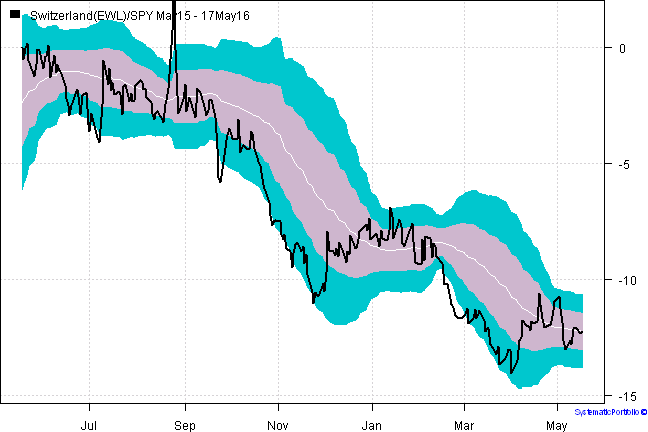 Switzerland(EWL)/SPY Mar15 - 17May16
0
-5
-10
-15
Jul Sep Nov Jan Mar May
SystematicPortfolio ©